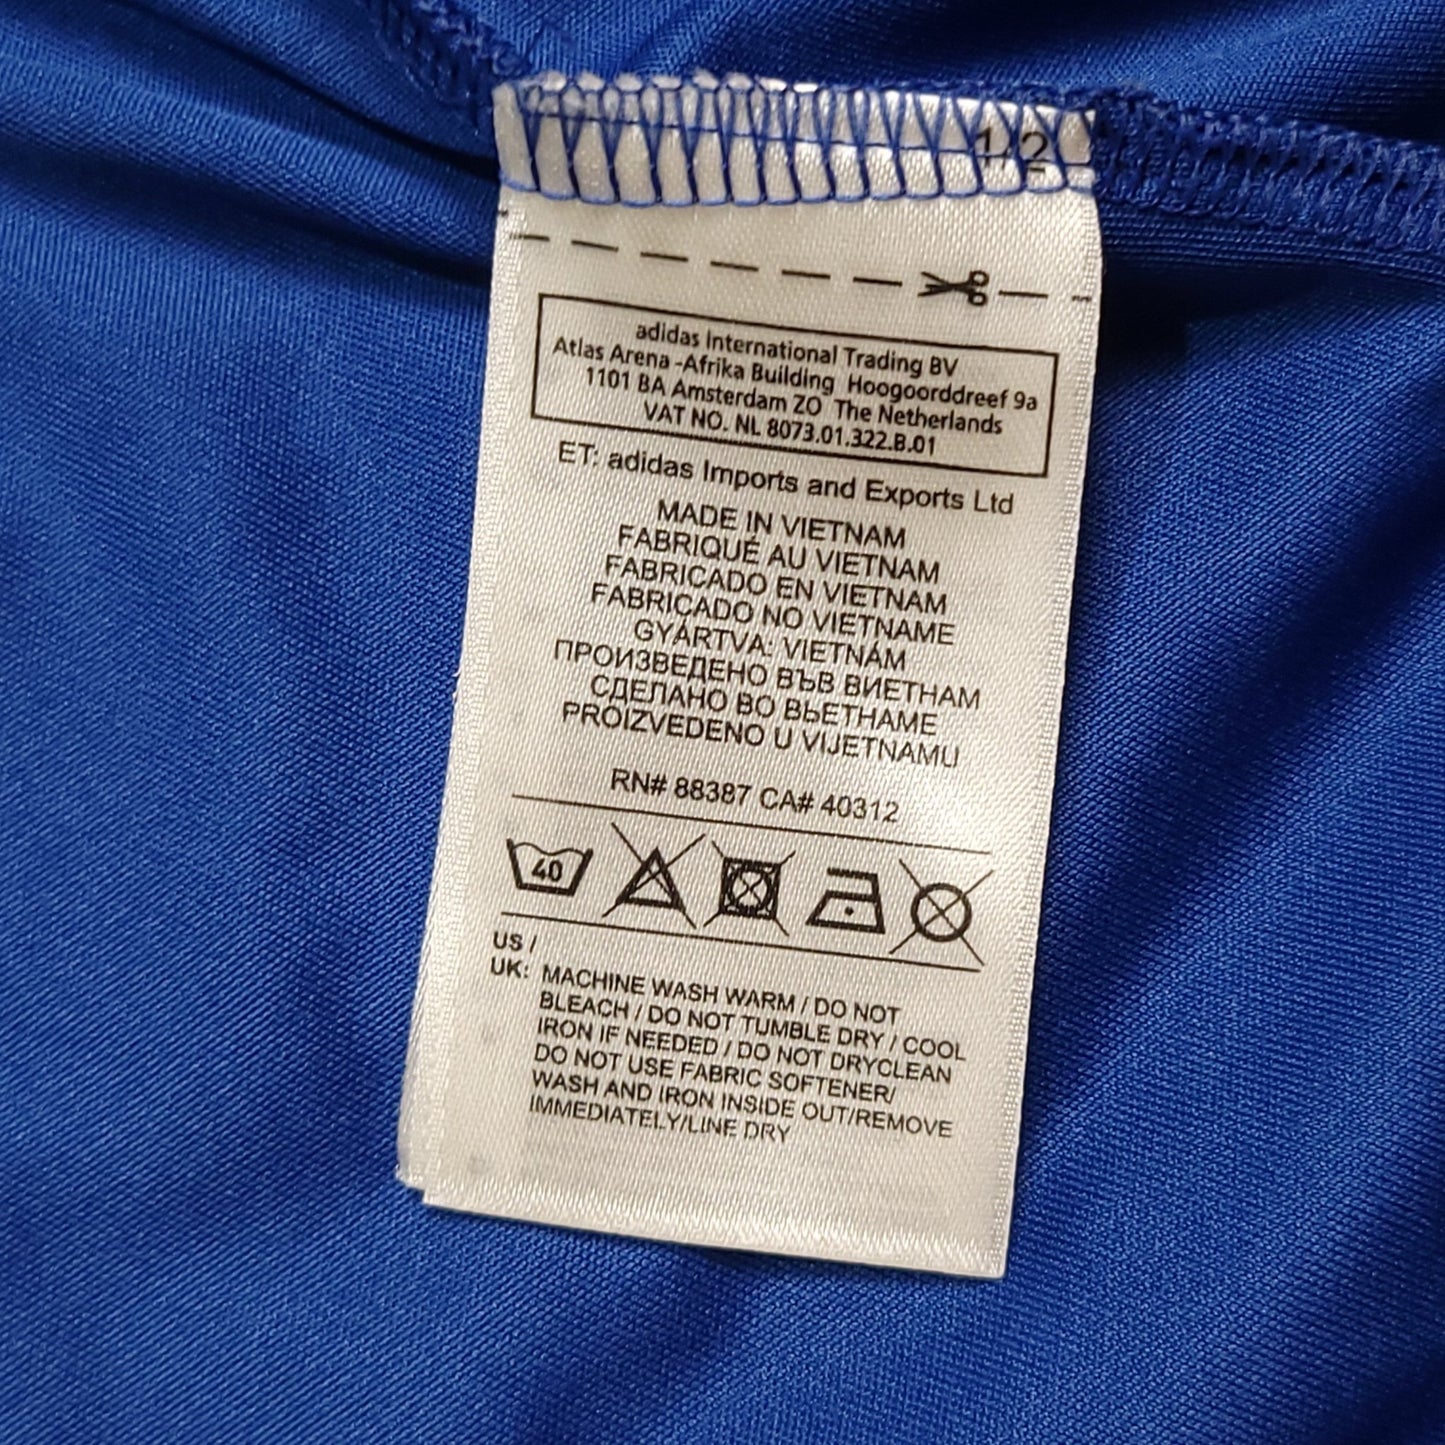 1/2
adidas International Trading BV
Atlas Arena -Afrika Building Hoogoorddreef 9a
1101 BA Amsterdam ZO The Netherlands
VAT NO. NL 8073.01.322.B.01
ET: adidas Imports and Exports Ltd
MADE IN VIETNAM
FABRIQUÉ AU VIETNAM
FABRICADO EN VIETNAM
FABRICADO NO VIETNAME
GYÁRTVA: VIETNÁM
ПРОИЗВЕДЕНО ВЪВ ВИЕТНАМ
СДЕЛАНО ВО ВЬЕТНАМЕ
PROIZVEDENO U VIJETNAMU
RN# 88387 CA# 40312
40
US /
UK: MACHINE WASH WARM / DO NOT
BLEACH / DO NOT TUMBLE DRY / COOL
IRON IF NEEDED / DO NOT DRYCLEAN
DO NOT USE FABRIC SOFTENER/
WASH AND IRON INSIDE OUT/REMOVE
IMMEDIATELY/LINE DRY